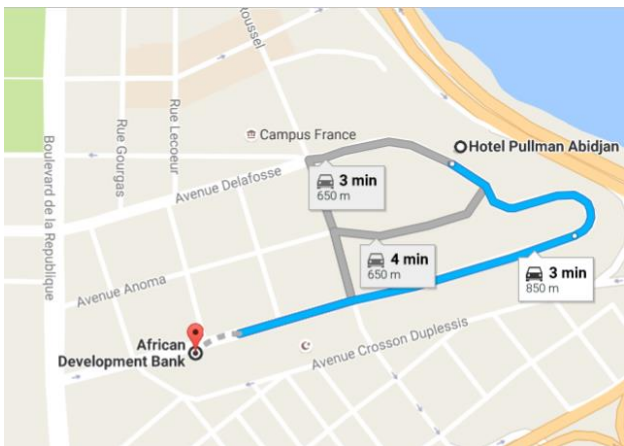 Roussel
Rue Lecoeur
Rue Gourgas
Campus France
Hotel Pullman Abidjan
Boulevard de la Republique
Avenue Delafosse
3 min
650 m
4 min
650 m
3 min
850 m
Avenue Anoma
African
Development Bank
Avenue Crosson Duplessis